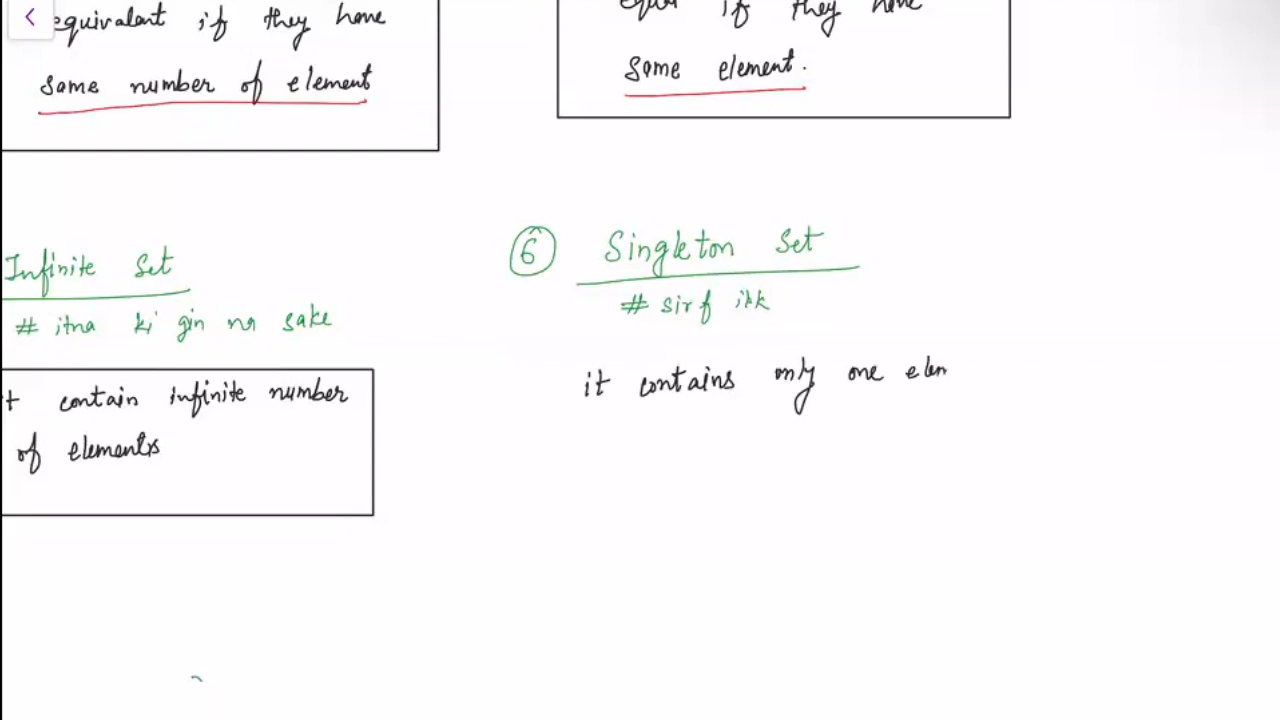 equivalent if they have
same number of element
if they have
same element.
Infinite Set
# itna ki gin na sake
contain infinite number
of elements
6 Singleton Set
# sirf ikk
it contains only one elem